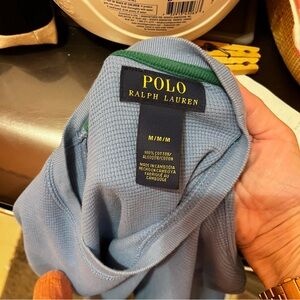 POLO
RALPH LAUREN
M/M/M
100% COTTON/
ALGODÓN/COTON
MADE IN CAMBODIA
HECHO EN CAMBOYA
FABRIQUÉ AU
CAMBODGE